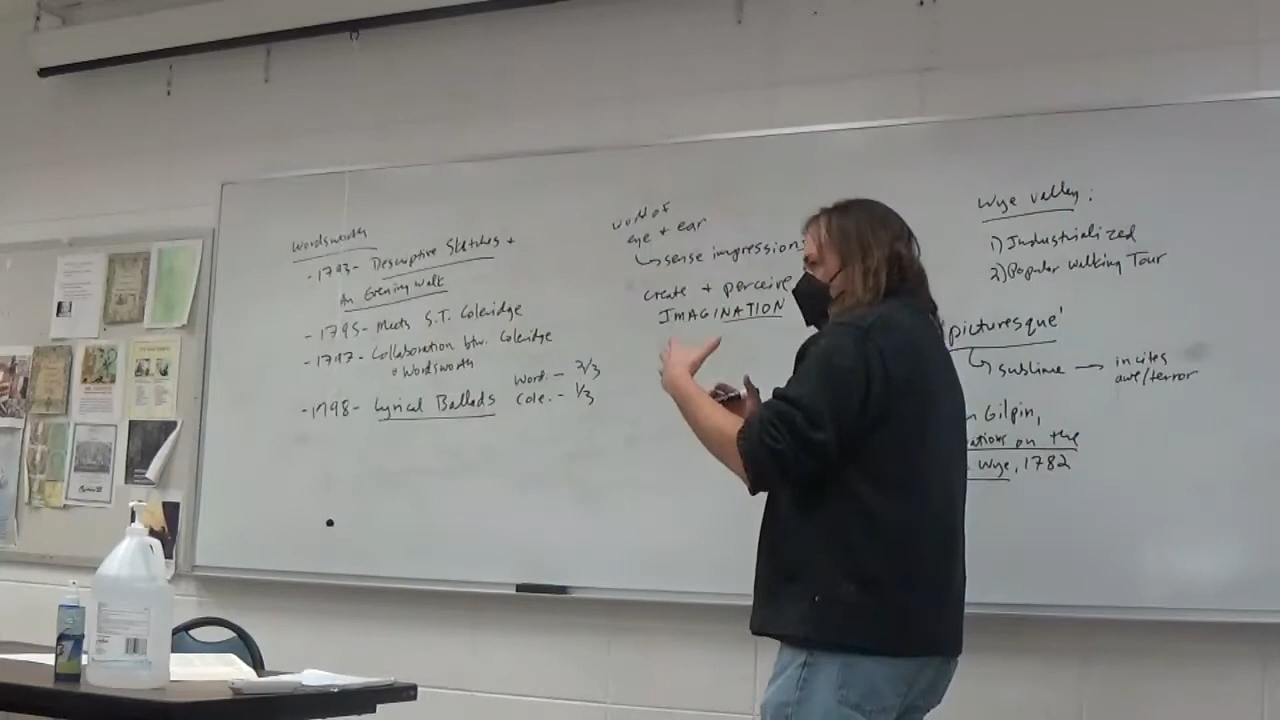 Wordsworth
- 1793- Descriptive Sketches +
An Evening Walk
- 1795- Meets S.T. Coleridge
- 1797- Collaboration btw. Coleridge
+ Wordsworth
- 1798- Lyrical Ballads
Word. - 2/3
Cole. - 1/3
world of
eye + ear
↳ sense impressions
create + perceive
IMAGINATION
Wye Valley:
1) Industrialized
2) Popular Walking Tour
'picturesque'
↳ sublime → incites
awe/terror
Gilpin,
on the
Wye, 1782